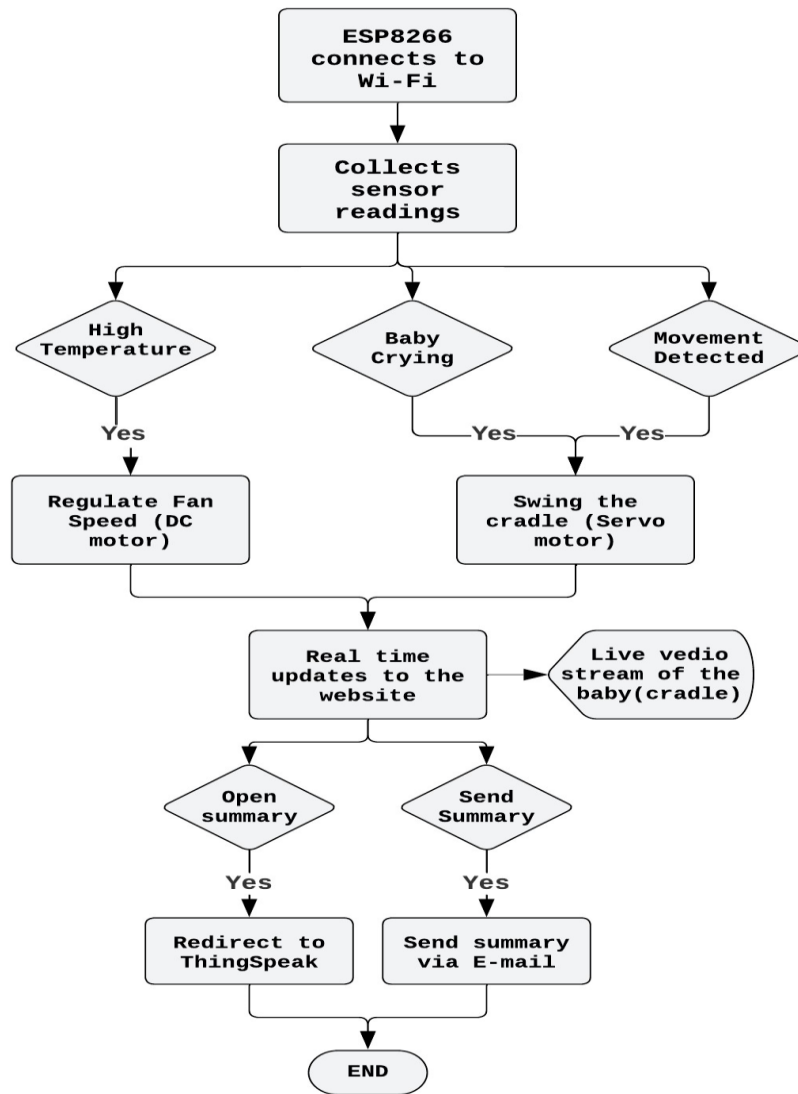 ESP8266
connects to
Wi-Fi
Collects
sensor
readings
High
Temperature
Baby
Crying
Movement
Detected
Yes
Yes
Yes
Regulate Fan
Speed (DC
motor)
Swing the
cradle (Servo
motor)
Real time
updates to the
website
Live vedio
stream of the
baby(cradle)
Open
summary
Send
Summary
Yes
Yes
Redirect to
ThingSpeak
Send summary
via E-mail
END